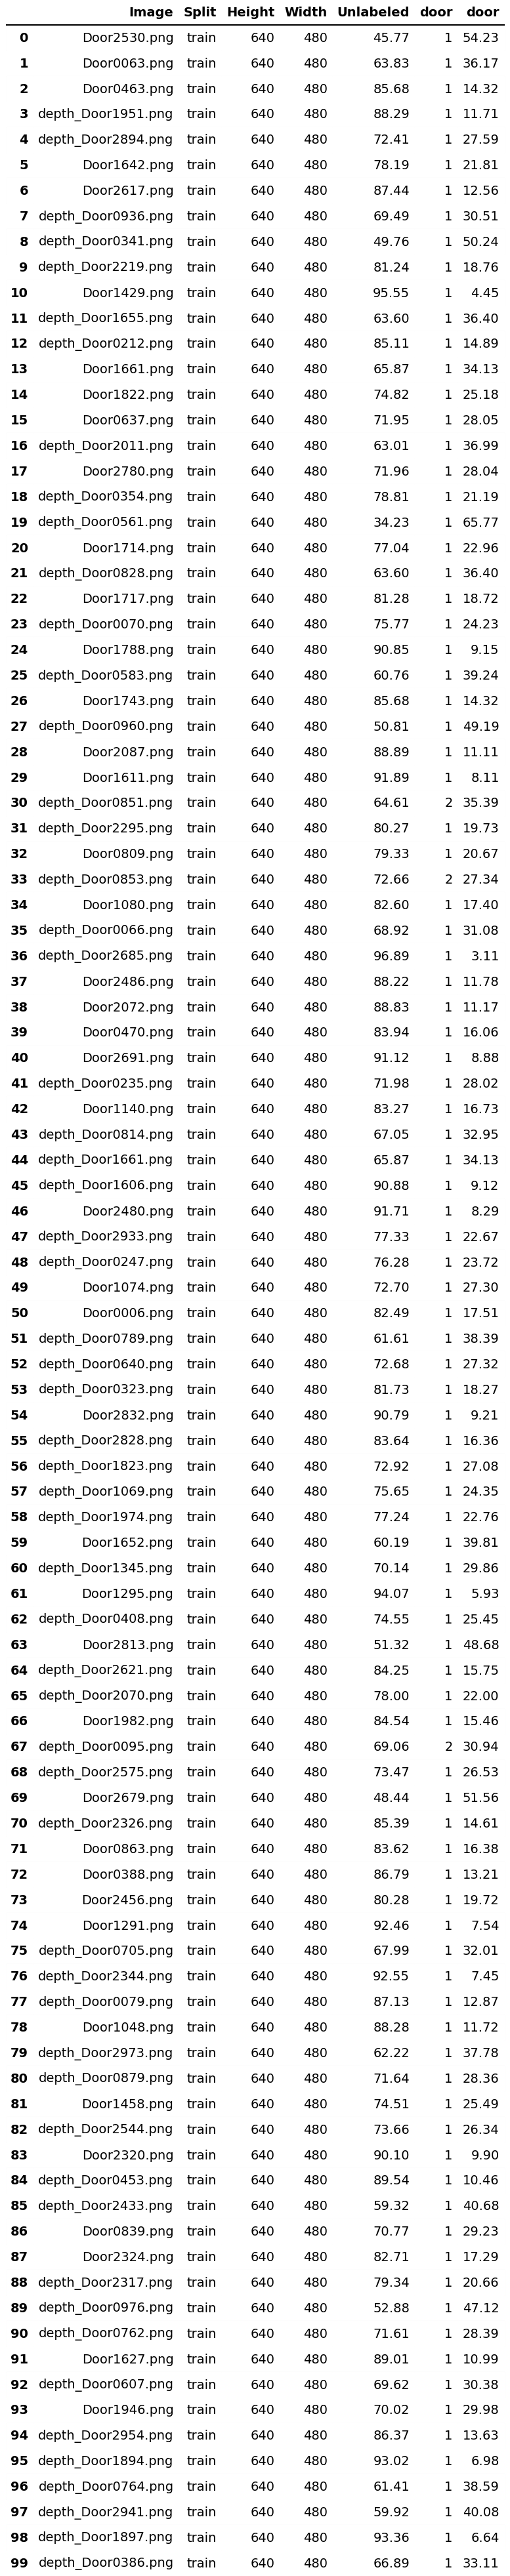 Image Split Height Width Unlabeled door door
0 Door2530.png train 640 480 45.77 1 54.23
1 Door0063.png train 640 480 63.83 1 36.17
2 Door0463.png train 640 480 85.68 1 14.32
3 depth_Door1951.png train 640 480 88.29 1 11.71
4 depth_Door2894.png train 640 480 72.41 1 27.59
5 Door1642.png train 640 480 78.19 1 21.81
6 Door2617.png train 640 480 87.44 1 12.56
7 depth_Door0936.png train 640 480 69.49 1 30.51
8 depth_Door0341.png train 640 480 49.76 1 50.24
9 depth_Door2219.png train 640 480 81.24 1 18.76
10 Door1429.png train 640 480 95.55 1 4.45
11 depth_Door1655.png train 640 480 63.60 1 36.40
12 depth_Door0212.png train 640 480 85.11 1 14.89
13 Door1661.png train 640 480 65.87 1 34.13
14 Door1822.png train 640 480 74.82 1 25.18
15 Door0637.png train 640 480 71.95 1 28.05
16 depth_Door2011.png train 640 480 63.01 1 36.99
17 Door2780.png train 640 480 71.96 1 28.04
18 depth_Door0354.png train 640 480 78.81 1 21.19
19 depth_Door0561.png train 640 480 34.23 1 65.77
20 Door1714.png train 640 480 77.04 1 22.96
21 depth_Door0828.png train 640 480 63.60 1 36.40
22 Door1717.png train 640 480 81.28 1 18.72
23 depth_Door0070.png train 640 480 75.77 1 24.23
24 Door1788.png train 640 480 90.85 1 9.15
25 depth_Door0583.png train 640 480 60.76 1 39.24
26 Door1743.png train 640 480 85.68 1 14.32
27 depth_Door0960.png train 640 480 50.81 1 49.19
28 Door2087.png train 640 480 88.89 1 11.11
29 Door1611.png train 640 480 91.89 1 8.11
30 depth_Door0851.png train 640 480 64.61 2 35.39
31 depth_Door2295.png train 640 480 80.27 1 19.73
32 Door0809.png train 640 480 79.33 1 20.67
33 depth_Door0853.png train 640 480 72.66 2 27.34
34 Door1080.png train 640 480 82.60 1 17.40
35 depth_Door0066.png train 640 480 68.92 1 31.08
36 depth_Door2685.png train 640 480 96.89 1 3.11
37 Door2486.png train 640 480 88.22 1 11.78
38 Door2072.png train 640 480 88.83 1 11.17
39 Door0470.png train 640 480 83.94 1 16.06
40 Door2691.png train 640 480 91.12 1 8.88
41 depth_Door0235.png train 640 480 71.98 1 28.02
42 Door1140.png train 640 480 83.27 1 16.73
43 depth_Door0814.png train 640 480 67.05 1 32.95
44 depth_Door1661.png train 640 480 65.87 1 34.13
45 depth_Door1606.png train 640 480 90.88 1 9.12
46 Door2480.png train 640 480 91.71 1 8.29
47 depth_Door2933.png train 640 480 77.33 1 22.67
48 depth_Door0247.png train 640 480 76.28 1 23.72
49 Door1074.png train 640 480 72.70 1 27.30
50 Door0006.png train 640 480 82.49 1 17.51
51 depth_Door0789.png train 640 480 61.61 1 38.39
52 depth_Door0640.png train 640 480 72.68 1 27.32
53 depth_Door0323.png train 640 480 81.73 1 18.27
54 Door2832.png train 640 480 90.79 1 9.21
55 depth_Door2828.png train 640 480 83.64 1 16.36
56 depth_Door1823.png train 640 480 72.92 1 27.08
57 depth_Door1069.png train 640 480 75.65 1 24.35
58 depth_Door1974.png train 640 480 77.24 1 22.76
59 Door1652.png train 640 480 60.19 1 39.81
60 depth_Door1345.png train 640 480 70.14 1 29.86
61 Door1295.png train 640 480 94.07 1 5.93
62 depth_Door0408.png train 640 480 74.55 1 25.45
63 Door2813.png train 640 480 51.32 1 48.68
64 depth_Door2621.png train 640 480 84.25 1 15.75
65 depth_Door2070.png train 640 480 78.00 1 22.00
66 Door1982.png train 640 480 84.54 1 15.46
67 depth_Door0095.png train 640 480 69.06 2 30.94
68 depth_Door2575.png train 640 480 73.47 1 26.53
69 Door2679.png train 640 480 48.44 1 51.56
70 depth_Door2326.png train 640 480 85.39 1 14.61
71 Door0863.png train 640 480 83.62 1 16.38
72 Door0388.png train 640 480 86.79 1 13.21
73 Door2456.png train 640 480 80.28 1 19.72
74 Door1291.png train 640 480 92.46 1 7.54
75 depth_Door0705.png train 640 480 67.99 1 32.01
76 depth_Door2344.png train 640 480 92.55 1 7.45
77 depth_Door0079.png train 640 480 87.13 1 12.87
78 Door1048.png train 640 480 88.28 1 11.72
79 depth_Door2973.png train 640 480 62.22 1 37.78
80 depth_Door0879.png train 640 480 71.64 1 28.36
81 Door1458.png train 640 480 74.51 1 25.49
82 depth_Door2544.png train 640 480 73.66 1 26.34
83 Door2320.png train 640 480 90.10 1 9.90
84 depth_Door0453.png train 640 480 89.54 1 10.46
85 depth_Door2433.png train 640 480 59.32 1 40.68
86 Door0839.png train 640 480 70.77 1 29.23
87 Door2324.png train 640 480 82.71 1 17.29
88 depth_Door2317.png train 640 480 79.34 1 20.66
89 depth_Door0976.png train 640 480 52.88 1 47.12
90 depth_Door0762.png train 640 480 71.61 1 28.39
91 Door1627.png train 640 480 89.01 1 10.99
92 depth_Door0607.png train 640 480 69.62 1 30.38
93 Door1946.png train 640 480 70.02 1 29.98
94 depth_Door2954.png train 640 480 86.37 1 13.63
95 depth_Door1894.png train 640 480 93.02 1 6.98
96 depth_Door0764.png train 640 480 61.41 1 38.59
97 depth_Door2941.png train 640 480 59.92 1 40.08
98 depth_Door1897.png train 640 480 93.36 1 6.64
99 depth_Door0386.png train 640 480 66.89 1 33.11